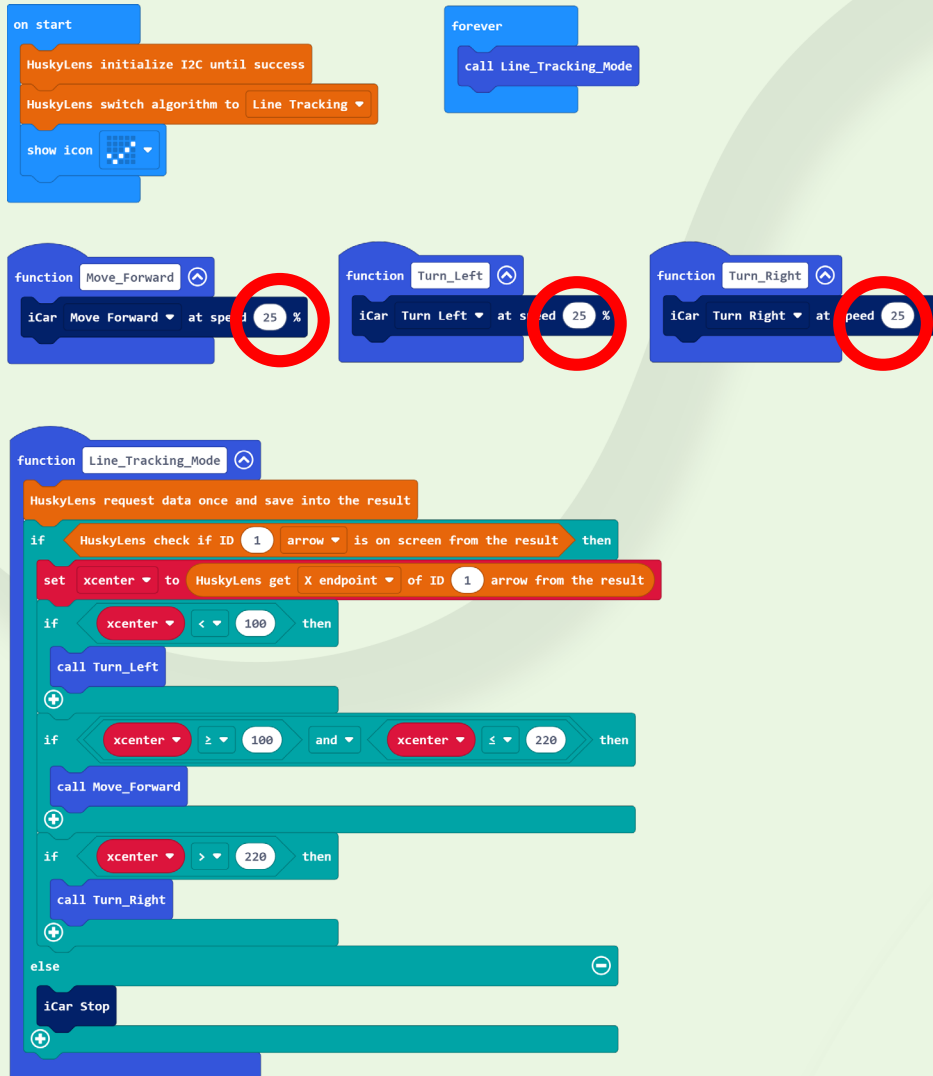 on start
HuskyLens initialize I2C until success
HuskyLens switch algorithm to Line Tracking
show icon
forever
call Line_Tracking_Mode
function Move_Forward
iCar Move Forward at speed 25 %
function Turn_Left
iCar Turn Left at speed 25 %
function Turn_Right
iCar Turn Right at speed 25
function Line_Tracking_Mode
HuskyLens request data once and save into the result
if HuskyLens check if ID 1 arrow is on screen from the result then
set xcenter to HuskyLens get X endpoint of ID 1 arrow from the result
if xcenter < 100 then
call Turn_Left
if xcenter ≥ 100 and xcenter ≤ 220 then
call Move_Forward
if xcenter > 220 then
call Turn_Right
else
iCar Stop